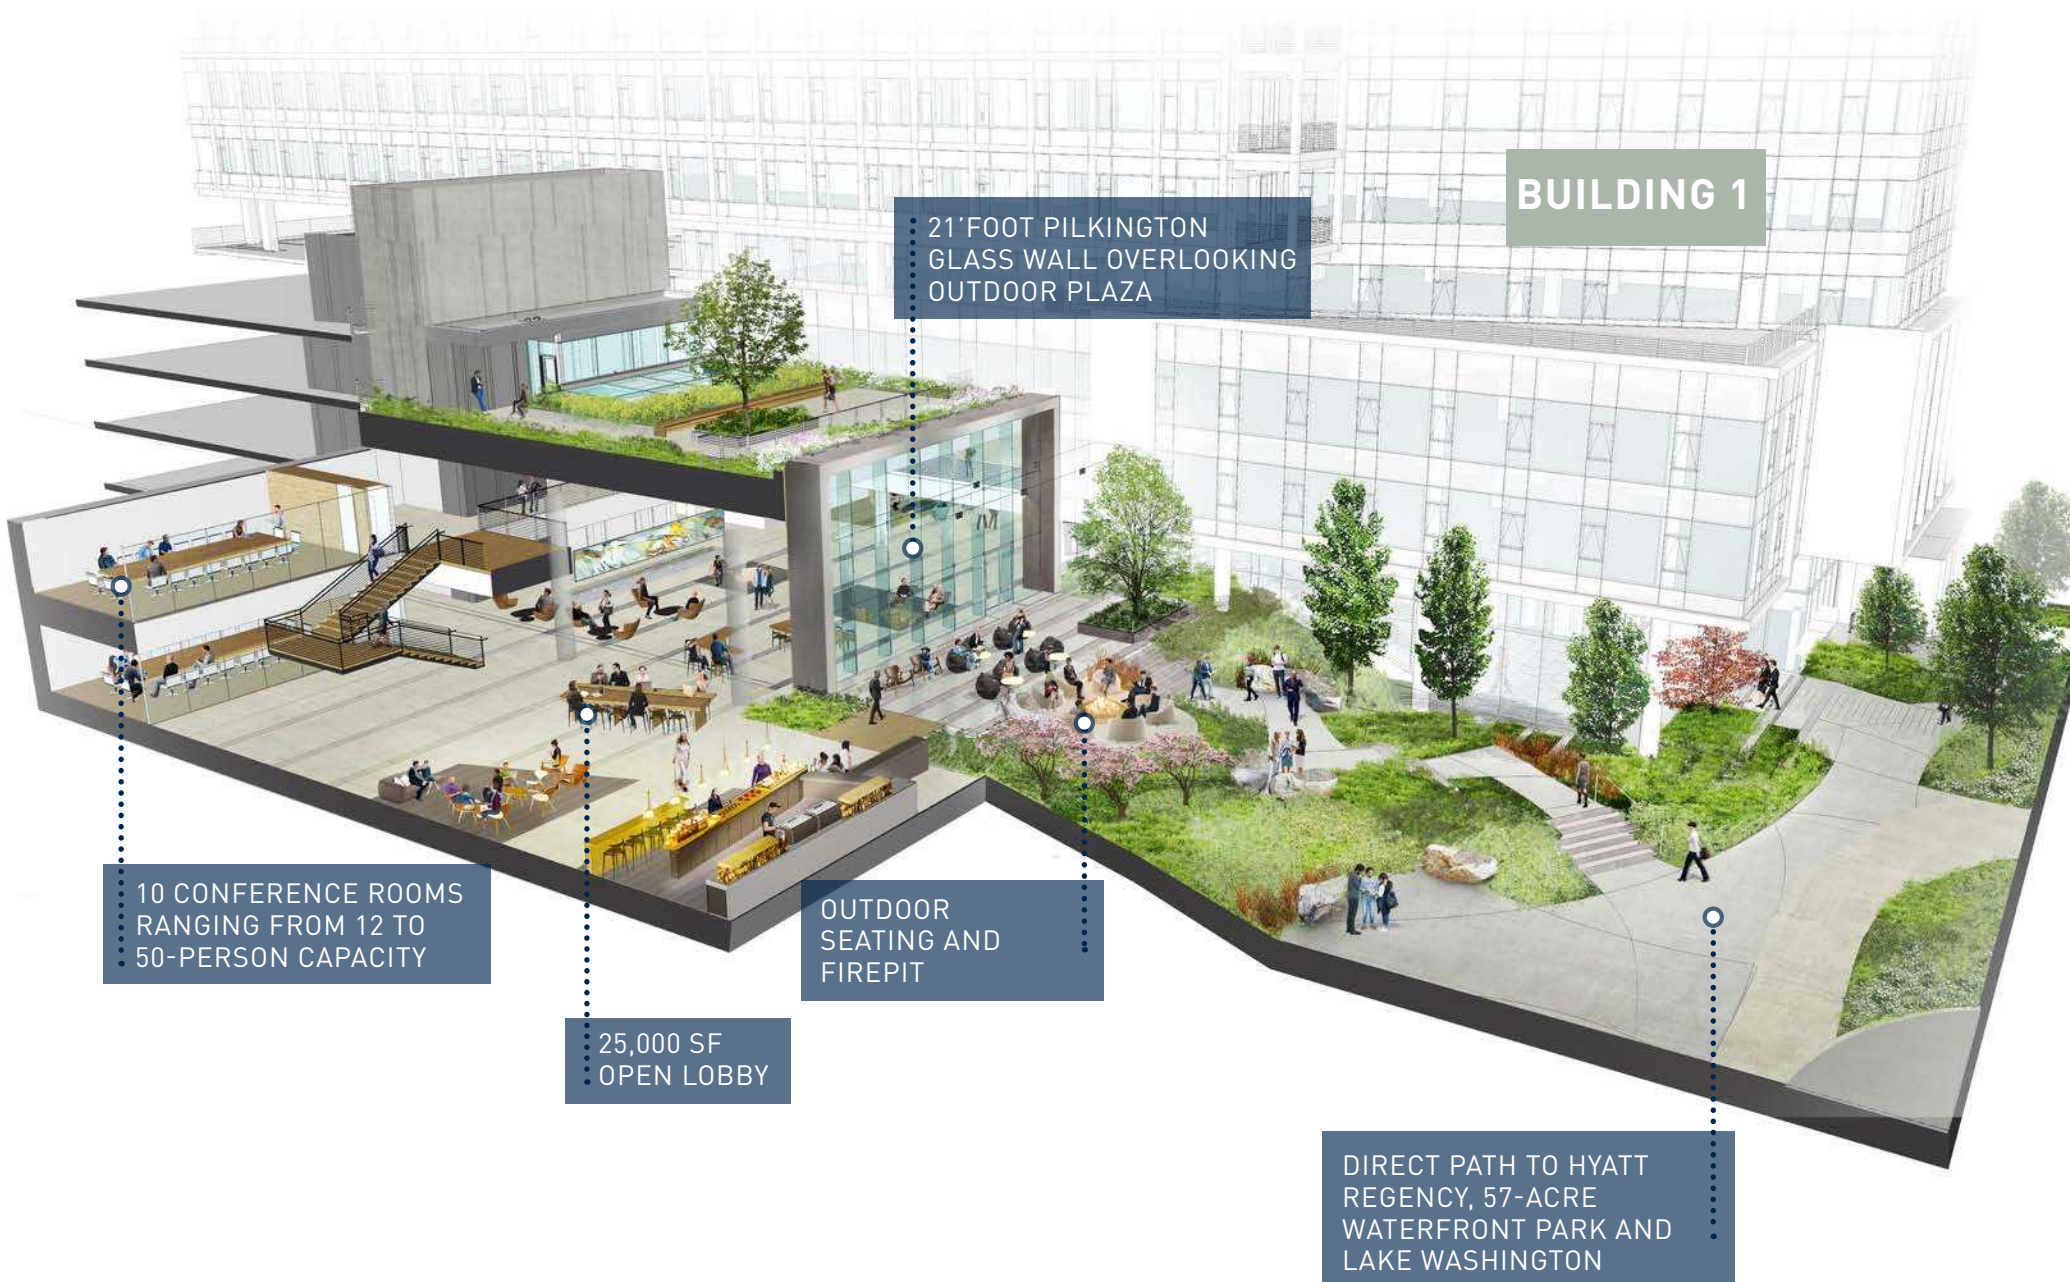 BUILDING 1
21'FOOT PILKINGTON
GLASS WALL OVERLOOKING
OUTDOOR PLAZA
10 CONFERENCE ROOMS
RANGING FROM 12 TO
50-PERSON CAPACITY
OUTDOOR
SEATING AND
FIREPIT
25,000 SF
OPEN LOBBY
DIRECT PATH TO HYATT
REGENCY, 57-ACRE
WATERFRONT PARK AND
LAKE WASHINGTON